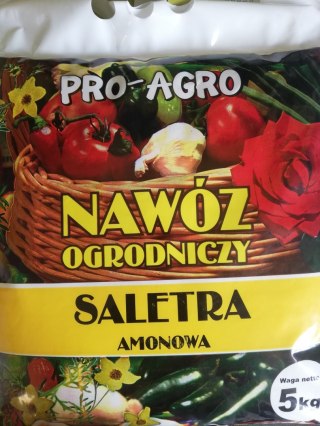 PRO-AGRO
NAWÓZ
OGRODNICZY
SALETRA
AMONOWA
Waga netto:
5kg